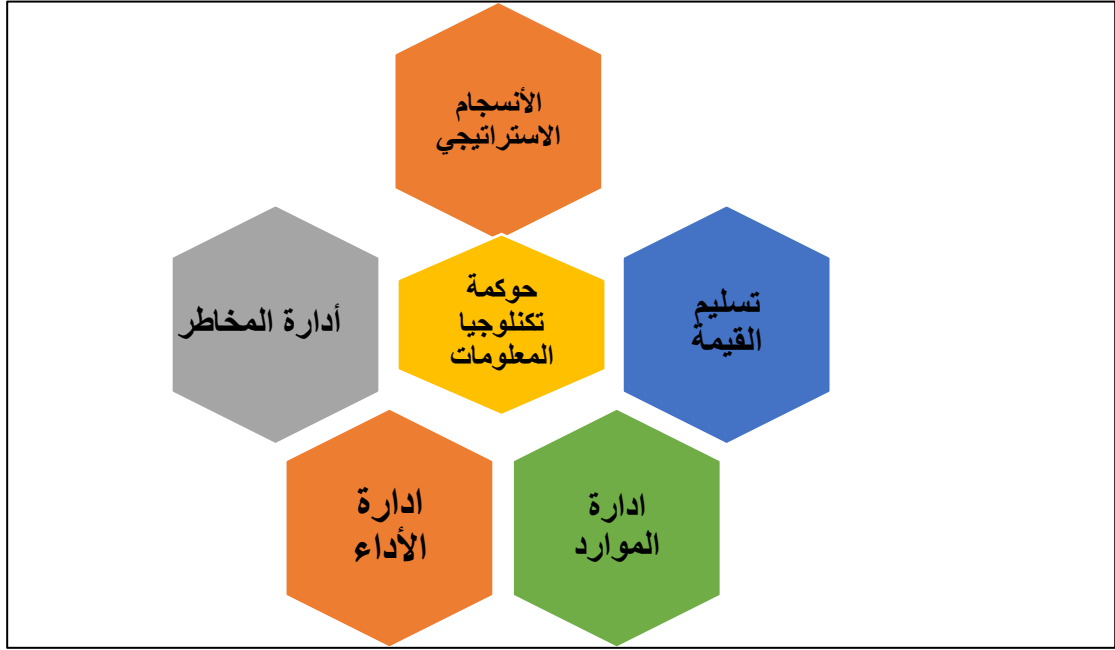 الأنسجام
الاستراتيجي
تسليم
القيمة
حوكمة
تكنلوجيا
المعلومات
أدارة المخاطر
ادارة
الموارد
ادارة
الأداء